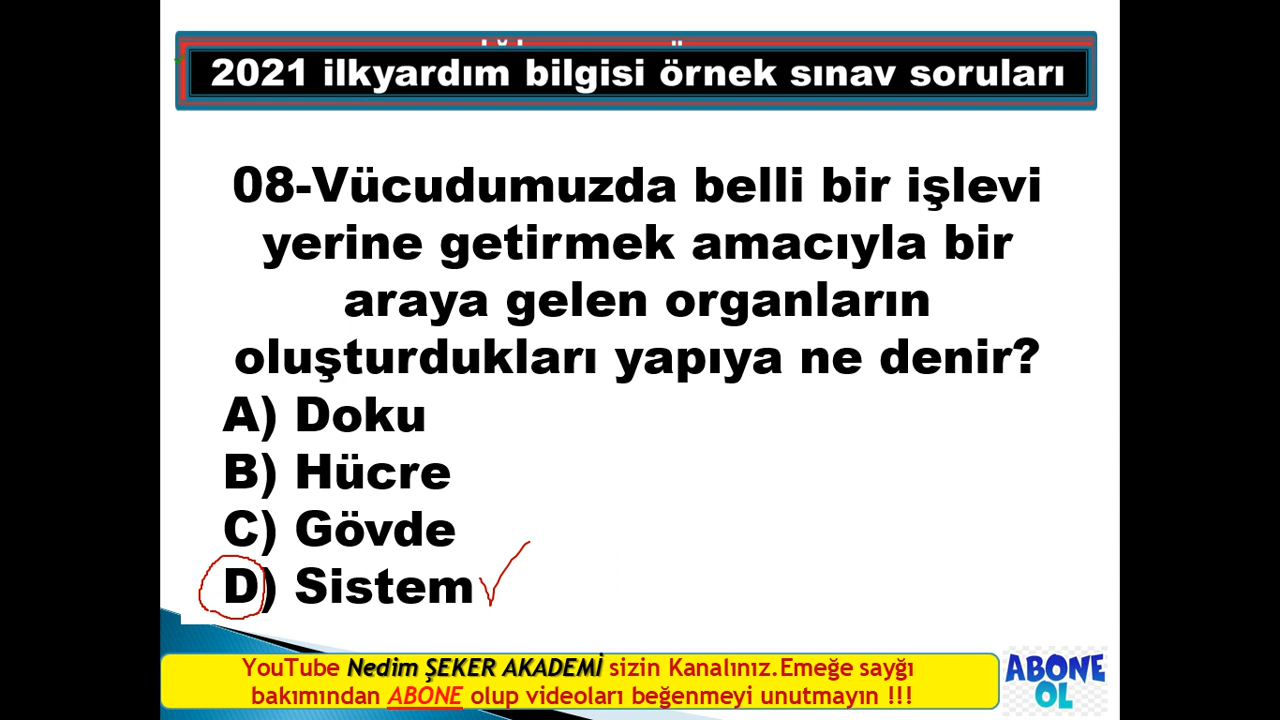 2021 ilkyardım bilgisi örnek sınav soruları
08-Vücudumuzda belli bir işlevi
yerine getirmek amacıyla bir
araya gelen organların
oluşturdukları yapıya ne denir?
A) Doku
B) Hücre
C) Gövde
D) Sistem
YouTube Nedim ŞEKER AKADEMİ sizin Kanalınız.Emeğe sayğı
bakımından ABONE olup videoları beğenmeyi unutmayın !!!
ABONE
OL